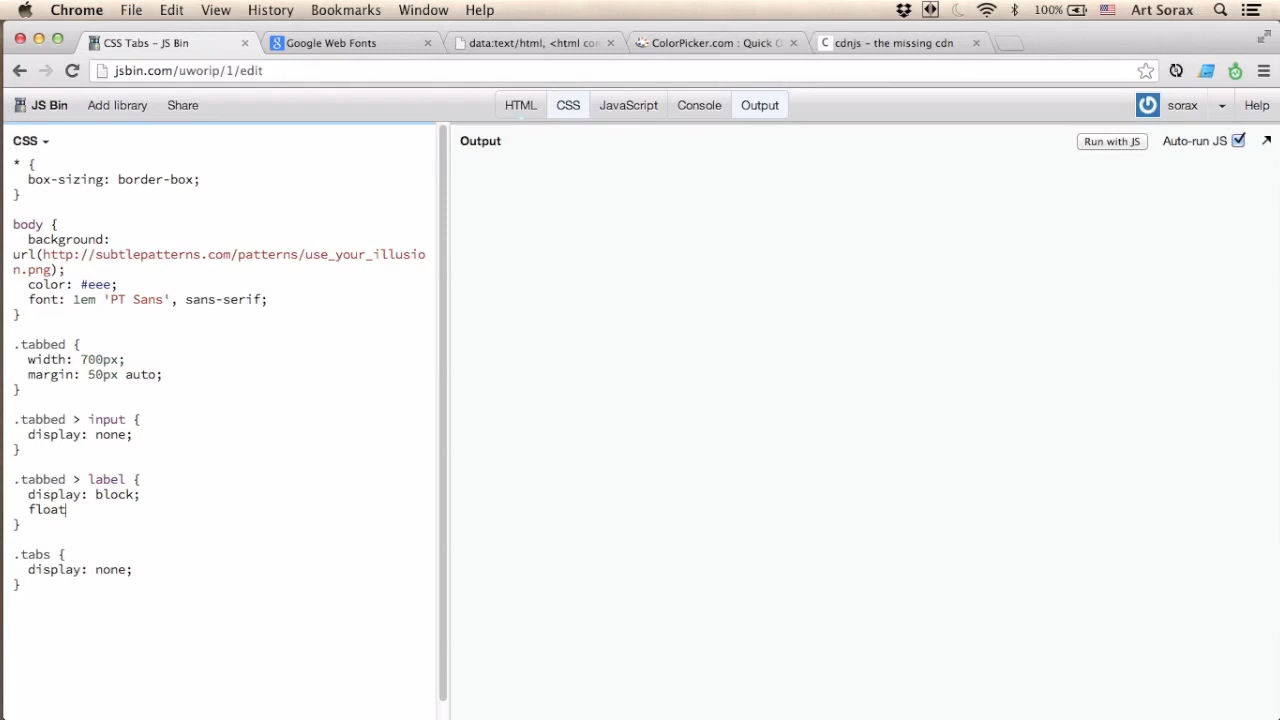 Chrome File Edit View History Bookmarks Window Help 100% Art Sorax
CSS Tabs - JS Bin Google Web Fonts data:text/html, <html con ColorPicker.com : Quick C cdnjs - the missing cdn
jsbin.com/uworip/1/edit
JS Bin Add library Share HTML CSS JavaScript Console Output sorax Help
CSS Output Run with JS Auto-run JS
* {
box-sizing: border-box;
}
body {
background:
url(http://subtlepatterns.com/patterns/use_your_illusio
n.png);
color: #eee;
font: 1em 'PT Sans', sans-serif;
}
.tabbed {
width: 700px;
margin: 50px auto;
}
.tabbed > input {
display: none;
}
.tabbed > label {
display: block;
float
}
.tabs {
display: none;
}